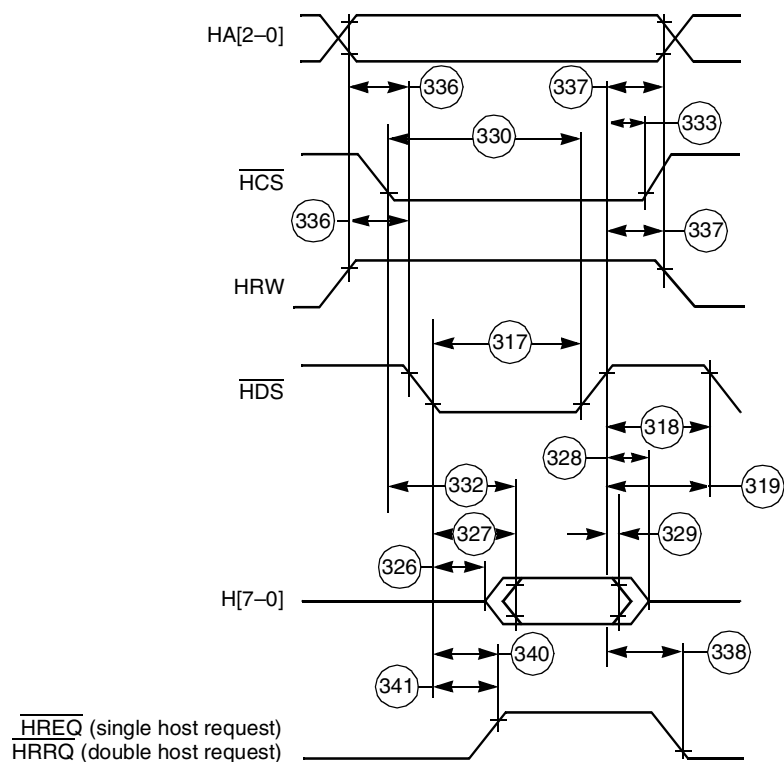 HA[2–0]
336
337
333
330
HCS
336
337
HRW
317
HDS
318
328
332
319
327
329
326
H[7–0]
340
338
341
HREQ (single host request)
HRRQ (double host request)